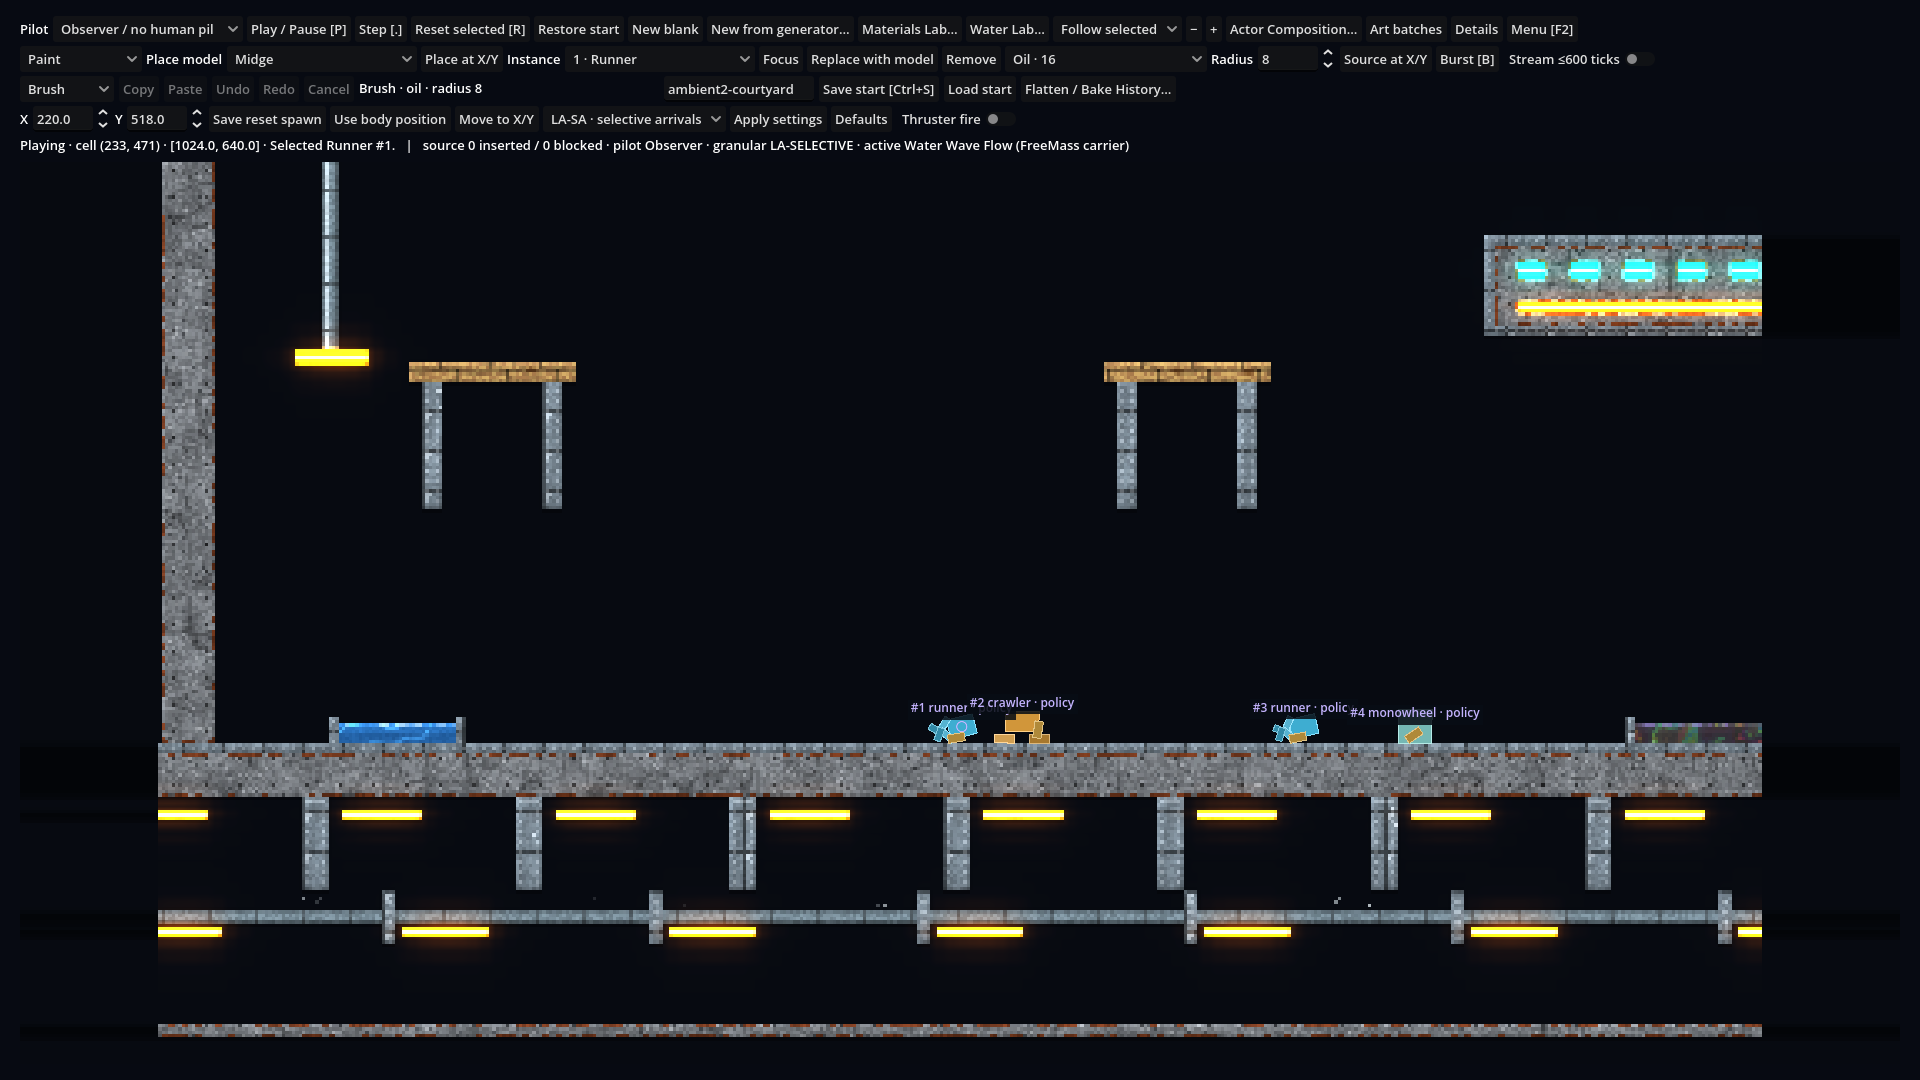 Pilot Observer / no human pil Play / Pause [P] Step [.] Reset selected [R] Restore start New blank New from generator... Materials Lab... Water Lab... Follow selected − + Actor Composition... Art batches Details Menu [F2]
Paint Place model Midge Place at X/Y Instance 1 · Runner Focus Replace with model Remove Oil · 16 Radius 8 Source at X/Y Burst [B] Stream ≤600 ticks
Brush Copy Paste Undo Redo Cancel Brush · oil · radius 8 ambient2-courtyard Save start [Ctrl+S] Load start Flatten / Bake History...
X 220.0 Y 518.0 Save reset spawn Use body position Move to X/Y LA-SA · selective arrivals Apply settings Defaults Thruster fire
Playing · cell (233, 471) · [1024.0, 640.0] · Selected Runner #1. | source 0 inserted / 0 blocked · pilot Observer · granular LA-SELECTIVE · active Water Wave Flow (FreeMass carrier)
#1 runner #2 crawler · policy #3 runner · polic #4 monowheel · policy